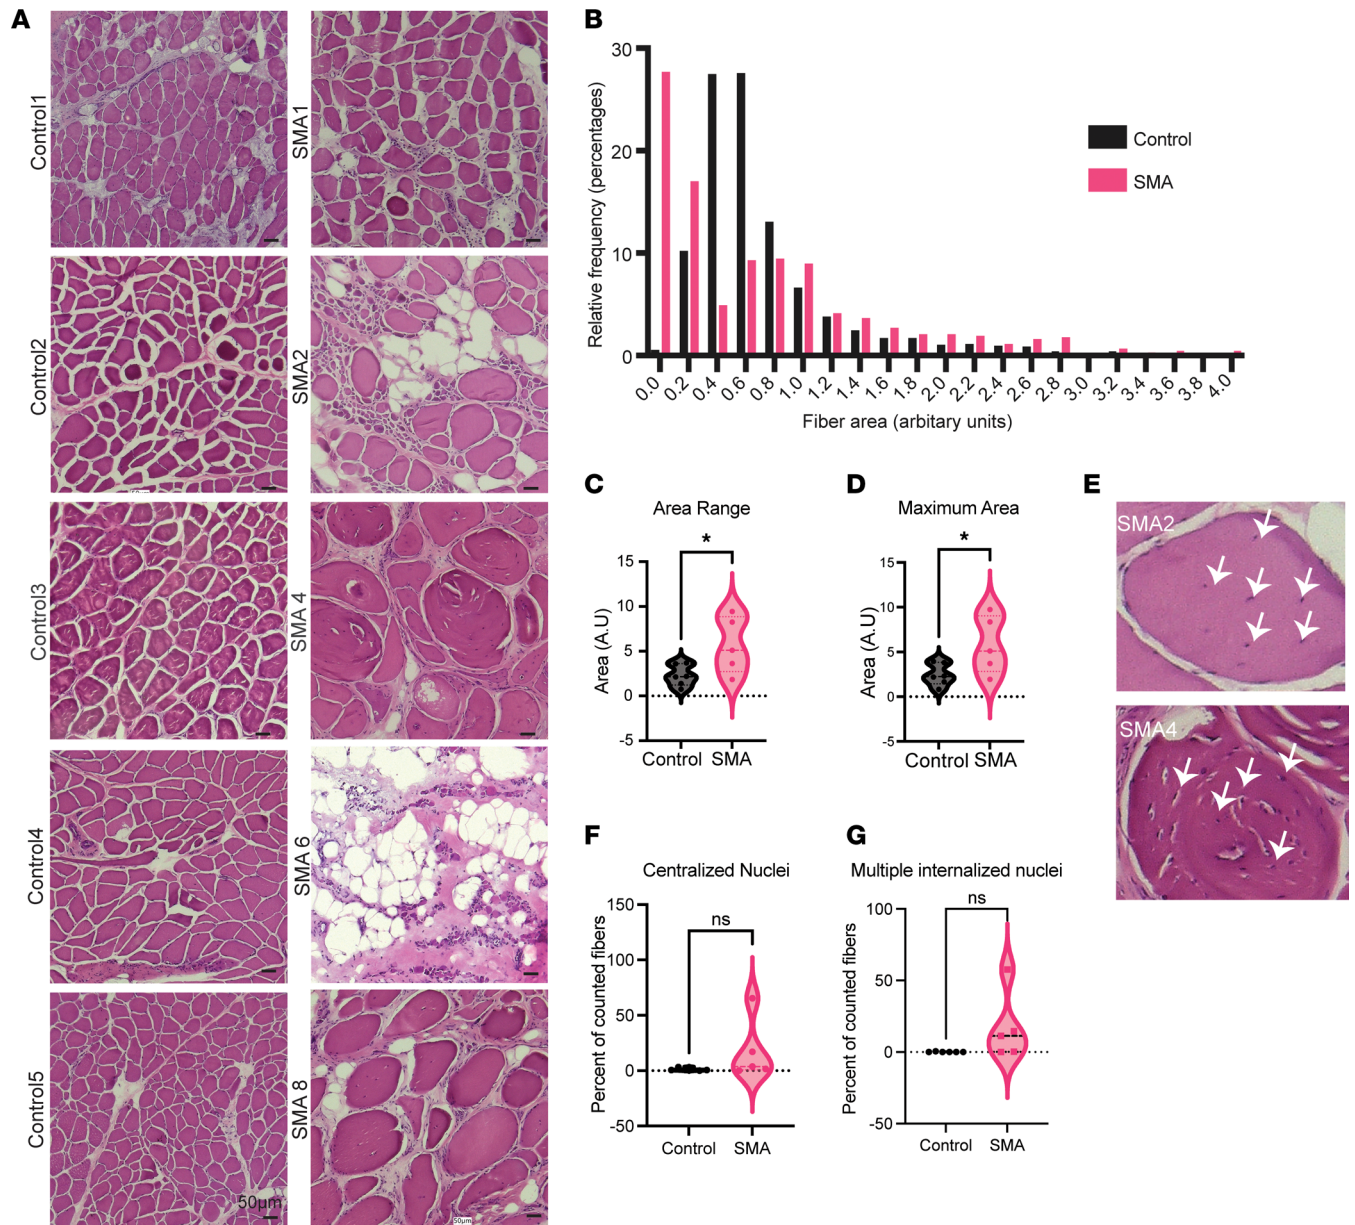 A
Control1
SMA1
Control2
SMA2
Control3
SMA 4
Control4
SMA 6
Control5
SMA 8
50µm
50µm
B
Relative frequency (percentages)
30
20
10
0
Control
SMA
0.0 0.2 0.4 0.6 0.8 1.0 1.2 1.4 1.6 1.8 2.0 2.2 2.4 2.6 2.8 3.0 3.2 3.4 3.6 3.8 4.0
Fiber area (arbitary units)
C
Area Range
*
Area (A.U)
15
10
5
0
-5
Control SMA
D
Maximum Area
*
Area (A.U)
15
10
5
0
-5
Control SMA
E
SMA2
SMA4
F
Centralized Nuclei
ns
Percent of counted fibers
150
100
50
0
-50
Control SMA
G
Multiple internalized nuclei
ns
Percent of counted fibers
100
50
0
-50
Control SMA